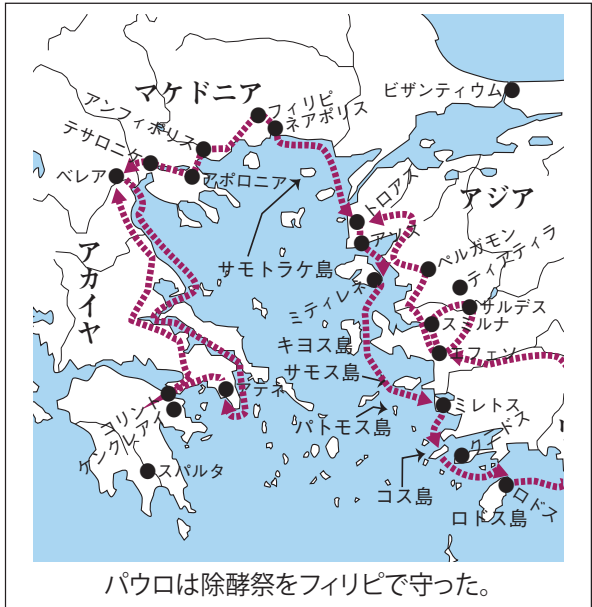 マケドニア
フィリピ
ネアポリス
ビザンティウム
アンフィポリス
テサロニケ
ベレア
アポロニア
トロアス
アジア
アソス
ペルガモン
ティアティラ
サモトラケ島
アカイヤ
ミティレネ
サルデス
スミルナ
キヨス島
エフェソ
サモス島
アテネ
コリント
ケンクレアイ
パトモス島
ミレトス
クニドス
スパルタ
コス島
ロドス
ロドス島
パウロは除酵祭をフィリピで守った。